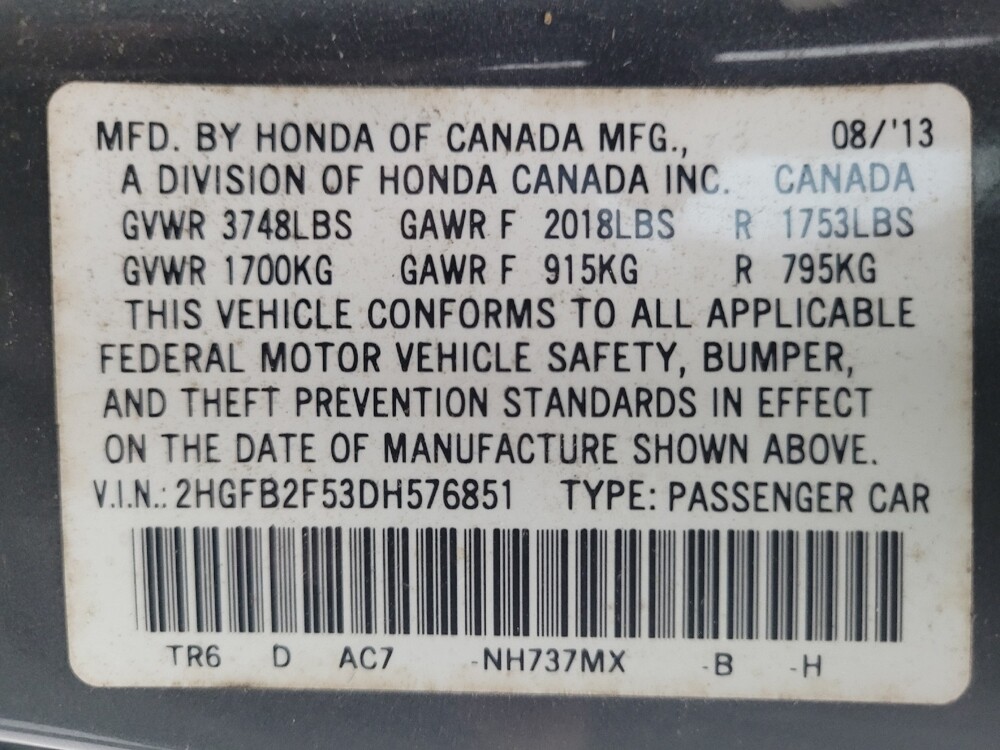 MFD. BY HONDA OF CANADA MFG., 08/'13
A DIVISION OF HONDA CANADA INC. CANADA
GVWR 3748LBS GAWR F 2018LBS R 1753LBS
GVWR 1700KG GAWR F 915KG R 795KG
THIS VEHICLE CONFORMS TO ALL APPLICABLE
FEDERAL MOTOR VEHICLE SAFETY, BUMPER,
AND THEFT PREVENTION STANDARDS IN EFFECT
ON THE DATE OF MANUFACTURE SHOWN ABOVE.
V.I.N.: 2HGFB2F53DH576851 TYPE: PASSENGER CAR
TR6 D AC7 -NH737MX -B -H